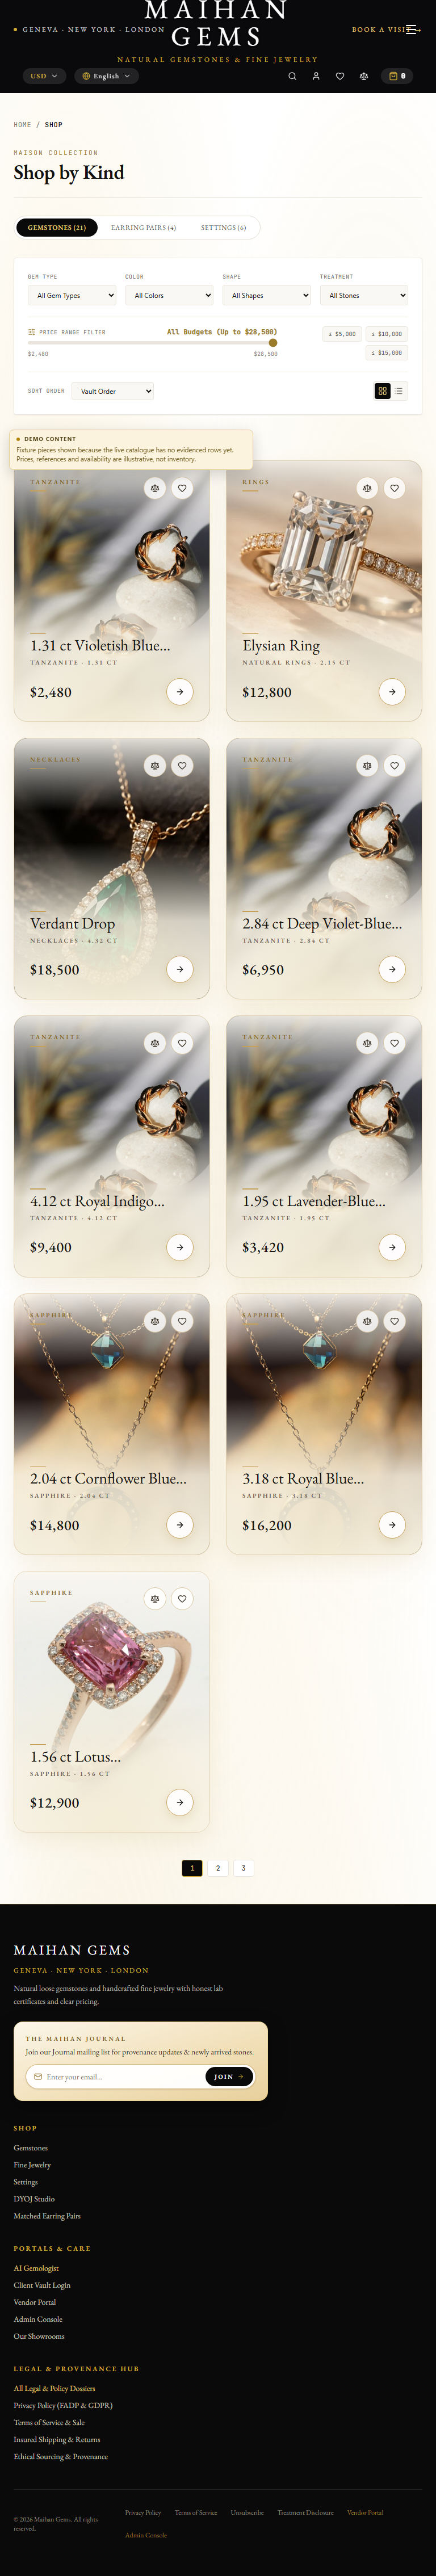 MAIHAN
GENEVA · NEW YORK · LONDON
GEMS
BOOK A VISIT →
NATURAL GEMSTONES & FINE JEWELRY
USD
English
0
HOME / SHOP
MAISON COLLECTION
Shop by Kind
GEMSTONES (21)
EARRING PAIRS (4)
SETTINGS (6)
GEM TYPE
COLOR
SHAPE
TREATMENT
All Gem Types
All Colors
All Shapes
All Stones
PRICE RANGE FILTER
All Budgets (Up to $28,500)
≤ $5,000
≤ $10,000
$2,480
$28,500
≤ $15,000
SORT ORDER
Vault Order
DEMO CONTENT
Fixture pieces shown because the live catalogue has no evidenced rows yet.
Prices, references and availability are illustrative, not inventory.
TANZANITE
RINGS
1.31 ct Violetish Blue...
Elysian Ring
TANZANITE · 1.31 CT
NATURAL RINGS · 2.15 CT
$2,480
$12,800
NECKLACES
TANZANITE
Verdant Drop
2.84 ct Deep Violet-Blue...
NECKLACES · 4.32 CT
TANZANITE · 2.84 CT
$18,500
$6,950
TANZANITE
TANZANITE
4.12 ct Royal Indigo...
1.95 ct Lavender-Blue...
TANZANITE · 4.12 CT
TANZANITE · 1.95 CT
$9,400
$3,420
SAPPHIRE
SAPPHIRE
2.04 ct Cornflower Blue...
3.18 ct Royal Blue...
SAPPHIRE · 2.04 CT
SAPPHIRE · 3.18 CT
$14,800
$16,200
SAPPHIRE
1.56 ct Lotus...
SAPPHIRE · 1.56 CT
$12,900
1
2
3
MAIHAN GEMS
GENEVA · NEW YORK · LONDON
Natural loose gemstones and handcrafted fine jewelry with honest lab
certificates and clear pricing.
THE MAIHAN JOURNAL
Join our Journal mailing list for provenance updates & newly arrived stones.
Enter your email...
JOIN →
SHOP
Gemstones
Fine Jewelry
Settings
DYOJ Studio
Matched Earring Pairs
PORTALS & CARE
AI Gemologist
Client Vault Login
Vendor Portal
Admin Console
Our Showrooms
LEGAL & PROVENANCE HUB
All Legal & Policy Dossiers
Privacy Policy (FADP & GDPR)
Terms of Service & Sale
Insured Shipping & Returns
Ethical Sourcing & Provenance
© 2026 Maihan Gems. All rights
reserved.
Privacy Policy
Terms of Service
Unsubscribe
Treatment Disclosure
Vendor Portal
Admin Console